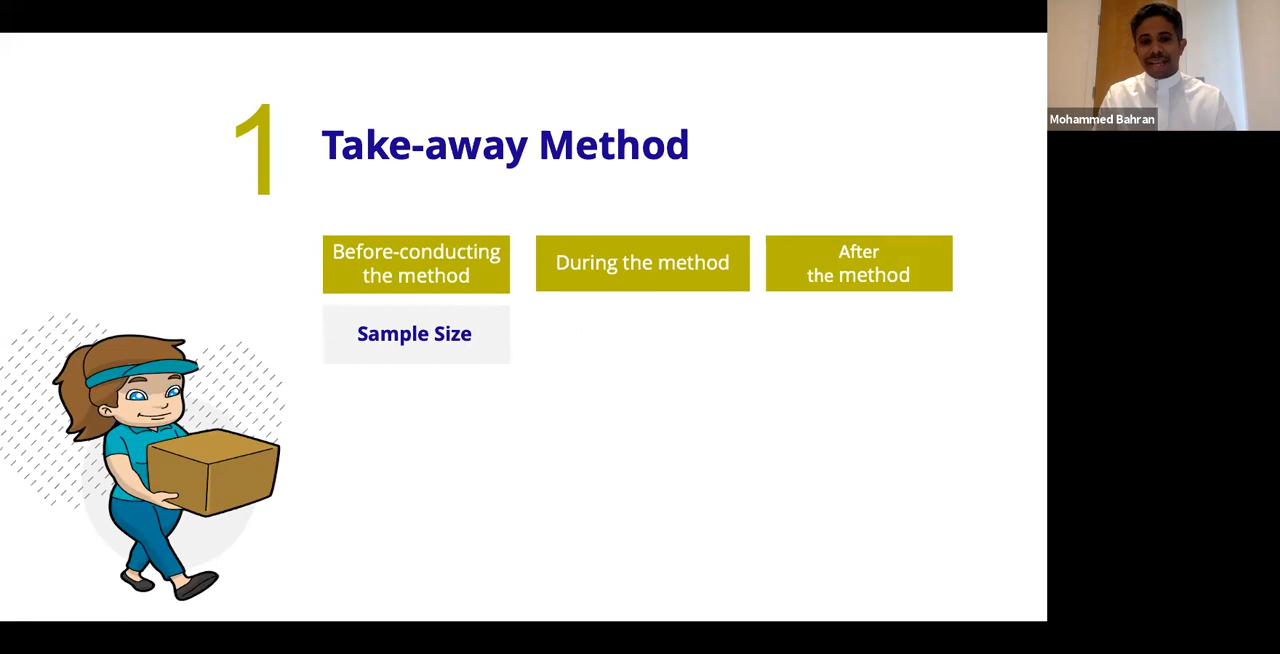 1
Take-away Method
Before-conducting
the method
During the method
After
the method
Sample Size
Mohammed Bahran